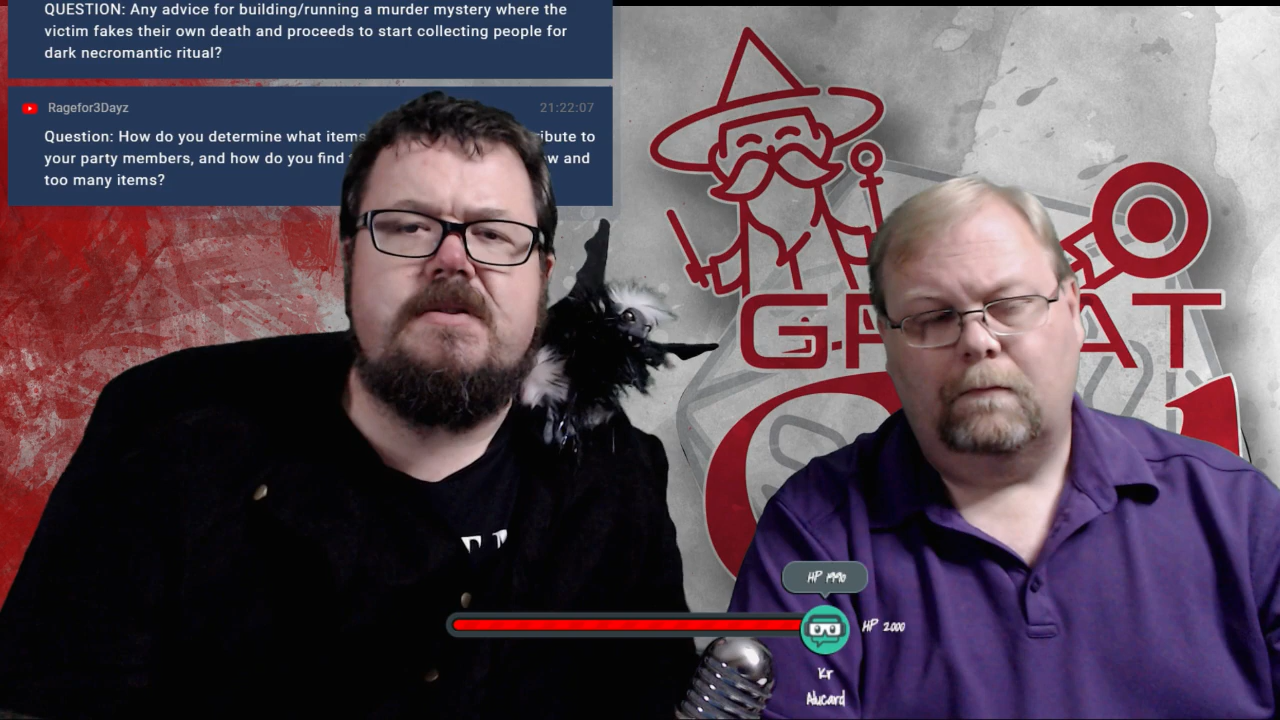 QUESTION: Any advice for building/running a murder mystery where the
victim fakes their own death and proceeds to start collecting people for
dark necromantic ritual?
Ragefor3Dayz 21:22:07
Question: How do you determine what items ribute to
your party members, and how do you find w and
too many items?
G T
HP 1990
HP 2000
Kr
Alucard